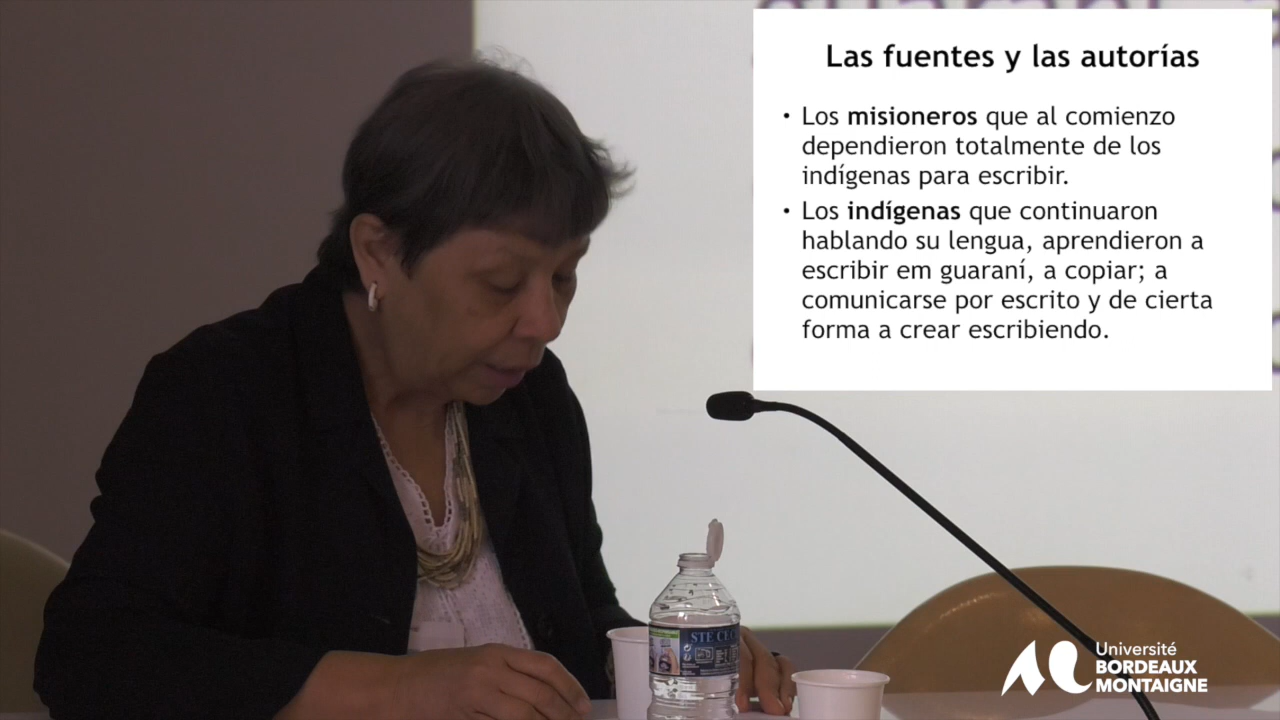 Las fuentes y las autorías
• Los misioneros que al comienzo
dependieron totalmente de los
indígenas para escribir.
• Los indígenas que continuaron
hablando su lengua, aprendieron a
escribir em guaraní, a copiar; a
comunicarse por escrito y de cierta
forma a crear escribiendo.
Université
BORDEAUX
MONTAIGNE